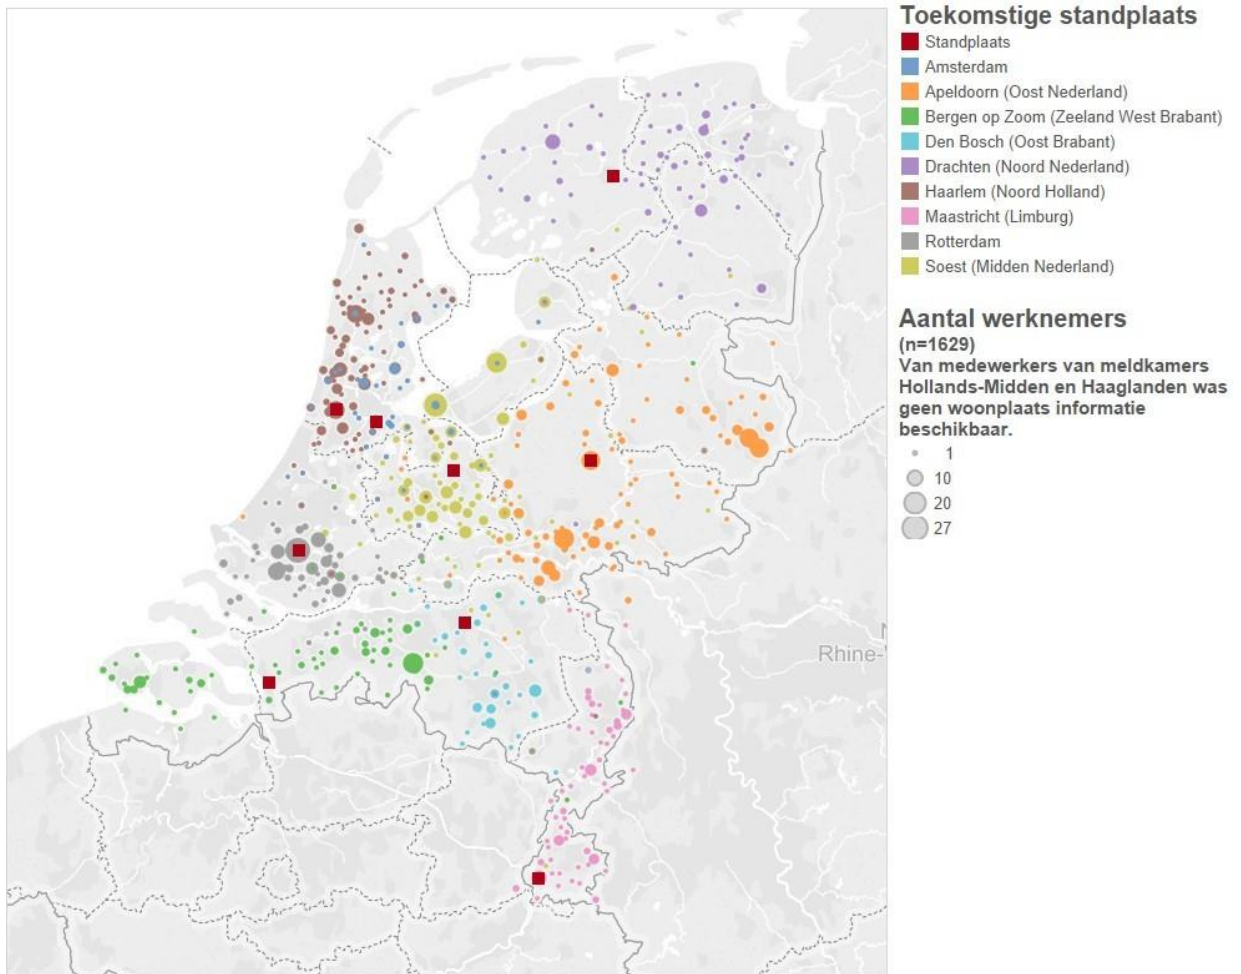 Toekomstige standplaats
Standplaats
Amsterdam
Apeldoorn (Oost Nederland)
Bergen op Zoom (Zeeland West Brabant)
Den Bosch (Oost Brabant)
Drachten (Noord Nederland)
Haarlem (Noord Holland)
Maastricht (Limburg)
Rotterdam
Soest (Midden Nederland)
Aantal werknemers
(n=1629)
Van medewerkers van meldkamers
Hollands-Midden en Haaglanden was
geen woonplaats informatie
beschikbaar.
1
10
20
27
Rhine-